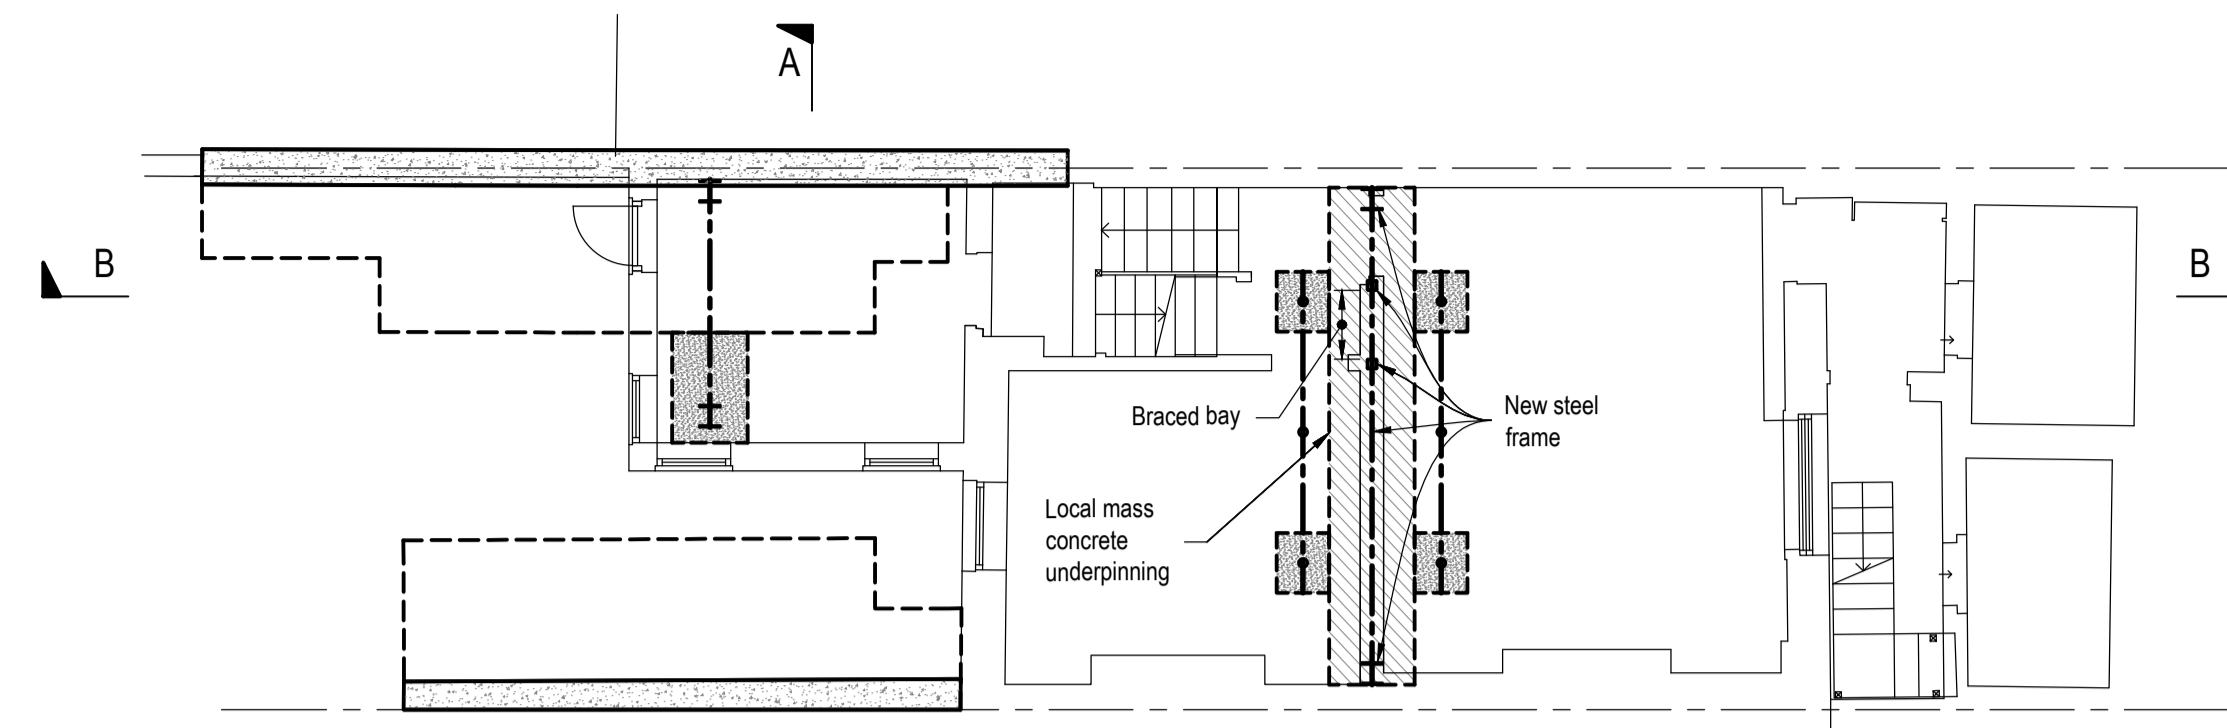 A
B
B
Braced bay
New steel
frame
Local mass
concrete
underpinning